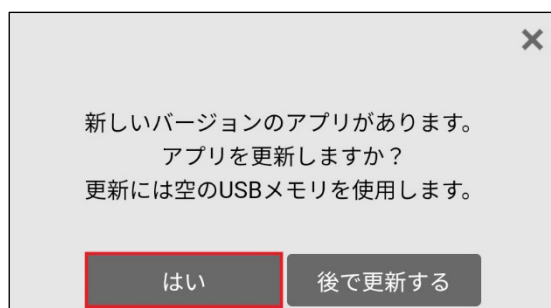 新しいバージョンのアプリがあります。
アプリを更新しますか？
更新には空のUSBメモリを使用します。
はい
後で更新する